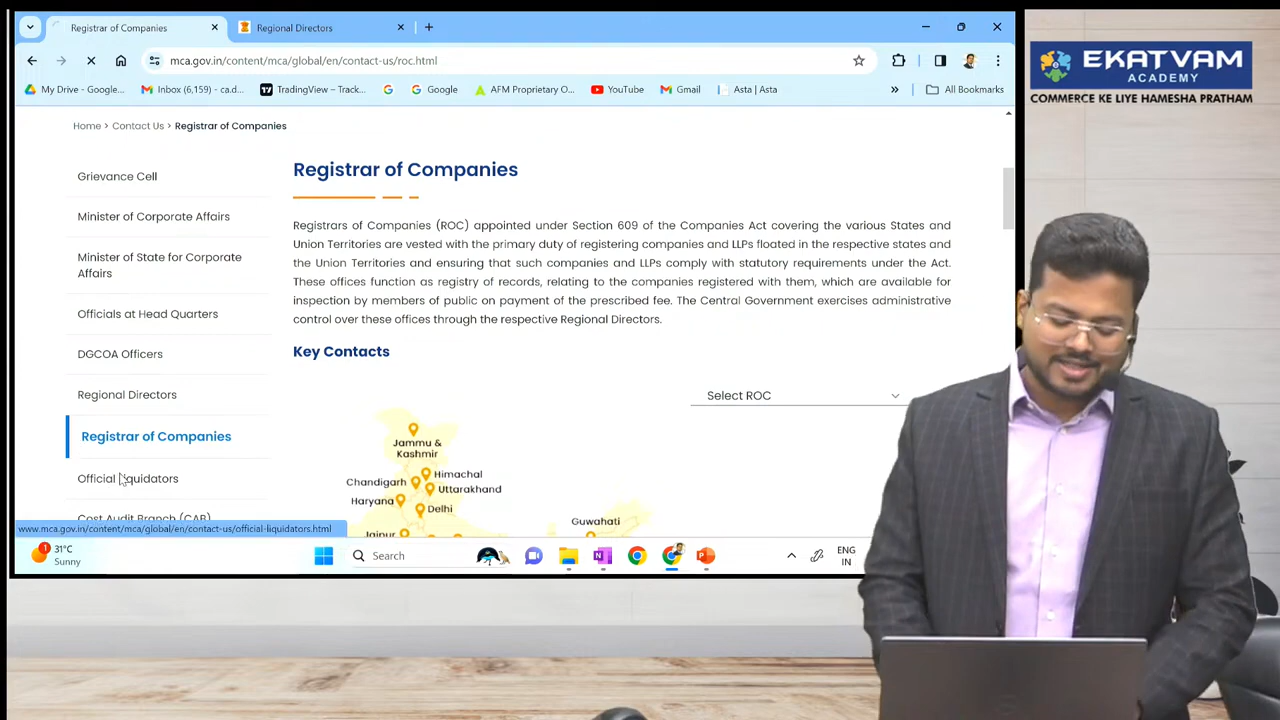 Registrar of Companies
Regional Directors
mca.gov.in/content/mca/global/en/contact-us/roc.html
My Drive - Google...
Inbox (6,159) - ca.d...
TradingView – Track...
Google
AFM Proprietary O...
YouTube
Gmail
Asta | Asta
»
All Bookmarks
EKATVAM
ACADEMY
COMMERCE KE LIYE HAMESHA PRATHAM
Home > Contact Us > Registrar of Companies
Grievance Cell
Minister of Corporate Affairs
Minister of State for Corporate
Affairs
Officials at Head Quarters
DGCOA Officers
Regional Directors
Registrar of Companies
Official Liquidators
Cost Audit Branch (CAB)
www.mca.gov.in/content/mca/global/en/contact-us/official-liquidators.html
Registrar of Companies
Registrars of Companies (ROC) appointed under Section 609 of the Companies Act covering the various States and
Union Territories are vested with the primary duty of registering companies and LLPs floated in the respective states and
the Union Territories and ensuring that such companies and LLPs comply with statutory requirements under the Act.
These offices function as registry of records, relating to the companies registered with them, which are available for
inspection by members of public on payment of the prescribed fee. The Central Government exercises administrative
control over these offices through the respective Regional Directors.
Key Contacts
Select ROC
Jammu &
Kashmir
Himachal
Chandigarh
Uttarakhand
Haryana
Delhi
Guwahati
Jaipur
1
31°C
Sunny
Search
ENG
IN